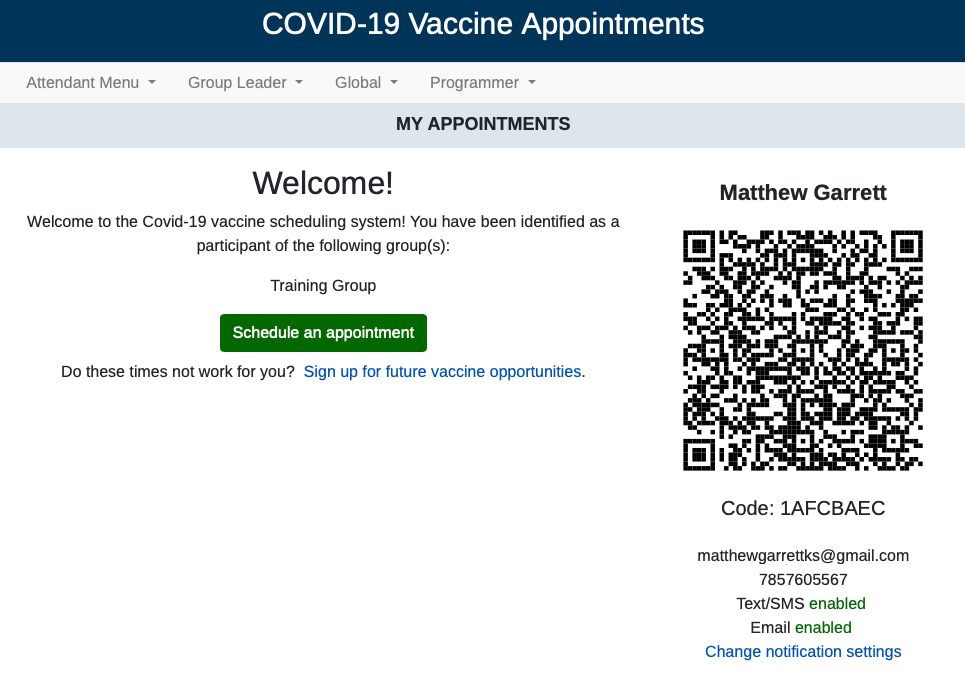 COVID-19 Vaccine Appointments
Attendant Menu Group Leader Global Programmer
MY APPOINTMENTS
Welcome!
Welcome to the Covid-19 vaccine scheduling system! You have been identified as a
participant of the following group(s):
Training Group
Schedule an appointment
Do these times not work for you? Sign up for future vaccine opportunities.
Matthew Garrett
Code: 1AFCBAEC
matthewgarrettks@gmail.com
7857605567
Text/SMS enabled
Email enabled
Change notification settings